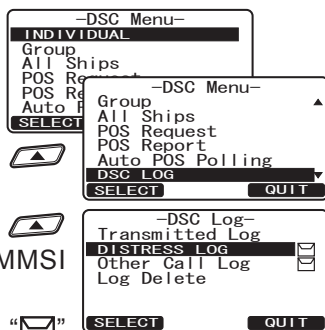 -DSC Menu-
INDIVIDUAL
Group
All Ships
POS Request
POS Re
Auto P
SELECT
-DSC Menu-
Group
All Ships
POS Request
POS Report
Auto POS Polling
DSC LOG
SELECT QUIT
-DSC Log-
Transmitted Log
DISTRESS LOG
Other Call Log
Log Delete
SELECT QUIT
MMSI
“ ”